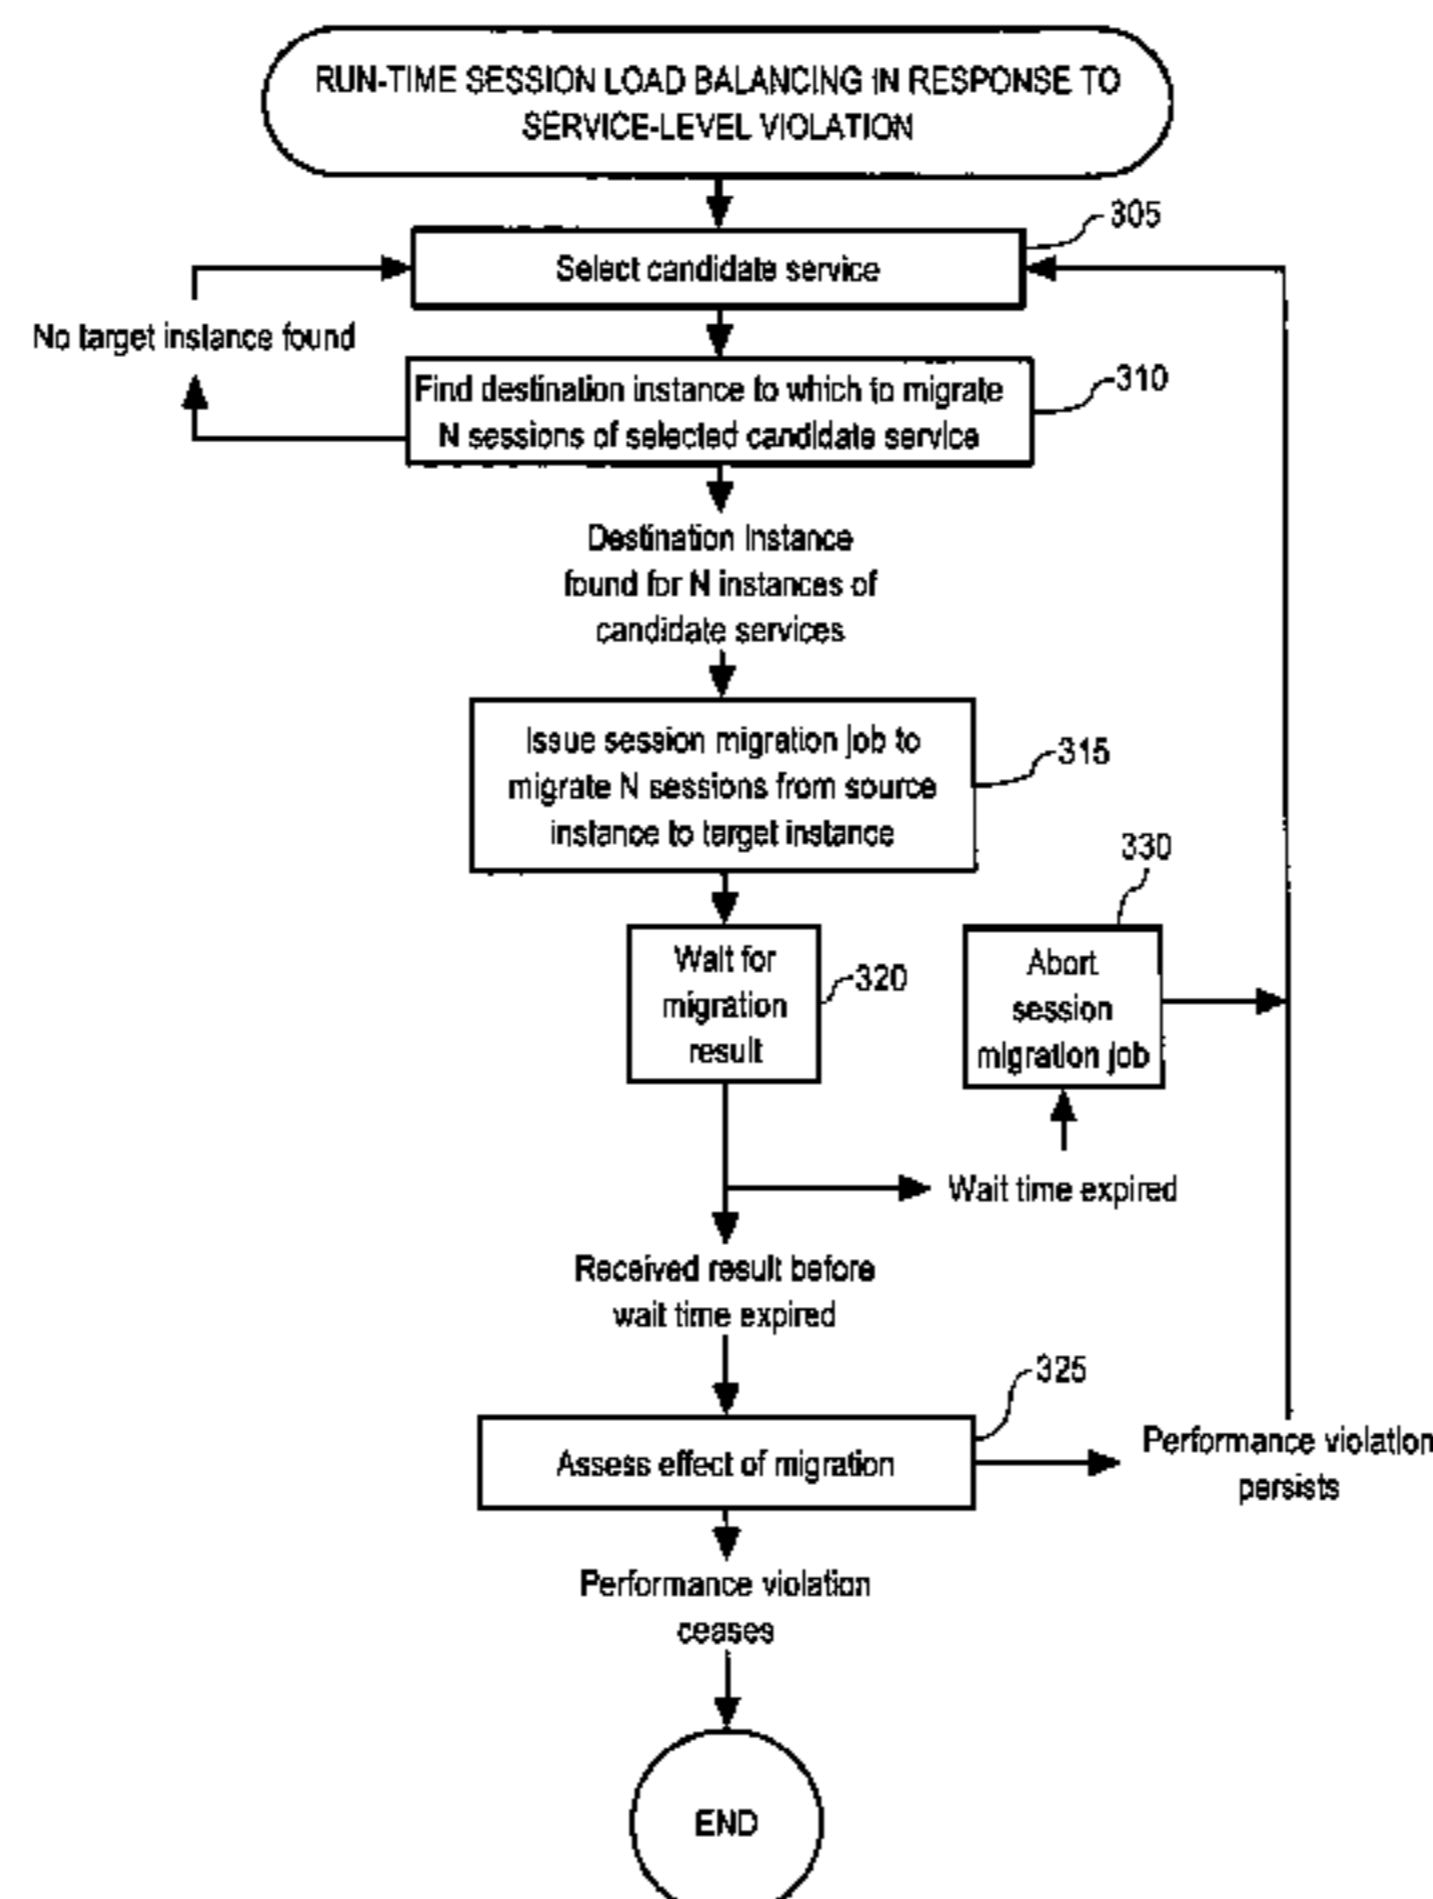 RUN-TIME SESSION LOAD BALANCING IN RESPONSE TO
SERVICE-LEVEL VIOLATION
305
Select candidate service
No target instance found
310
Find destination instance to which to migrate
N sessions of selected candidate service
Destination Instance
found for N instances of
candidate services
Issue session migration job to
migrate N sessions from source
instance to target instance
315
330
Wait for
migration
result
320
Abort
session
migration job
Wait time expired
Received result before
wait time expired
325
Assess effect of migration
Performance violation
persists
Performance violation
ceases
END